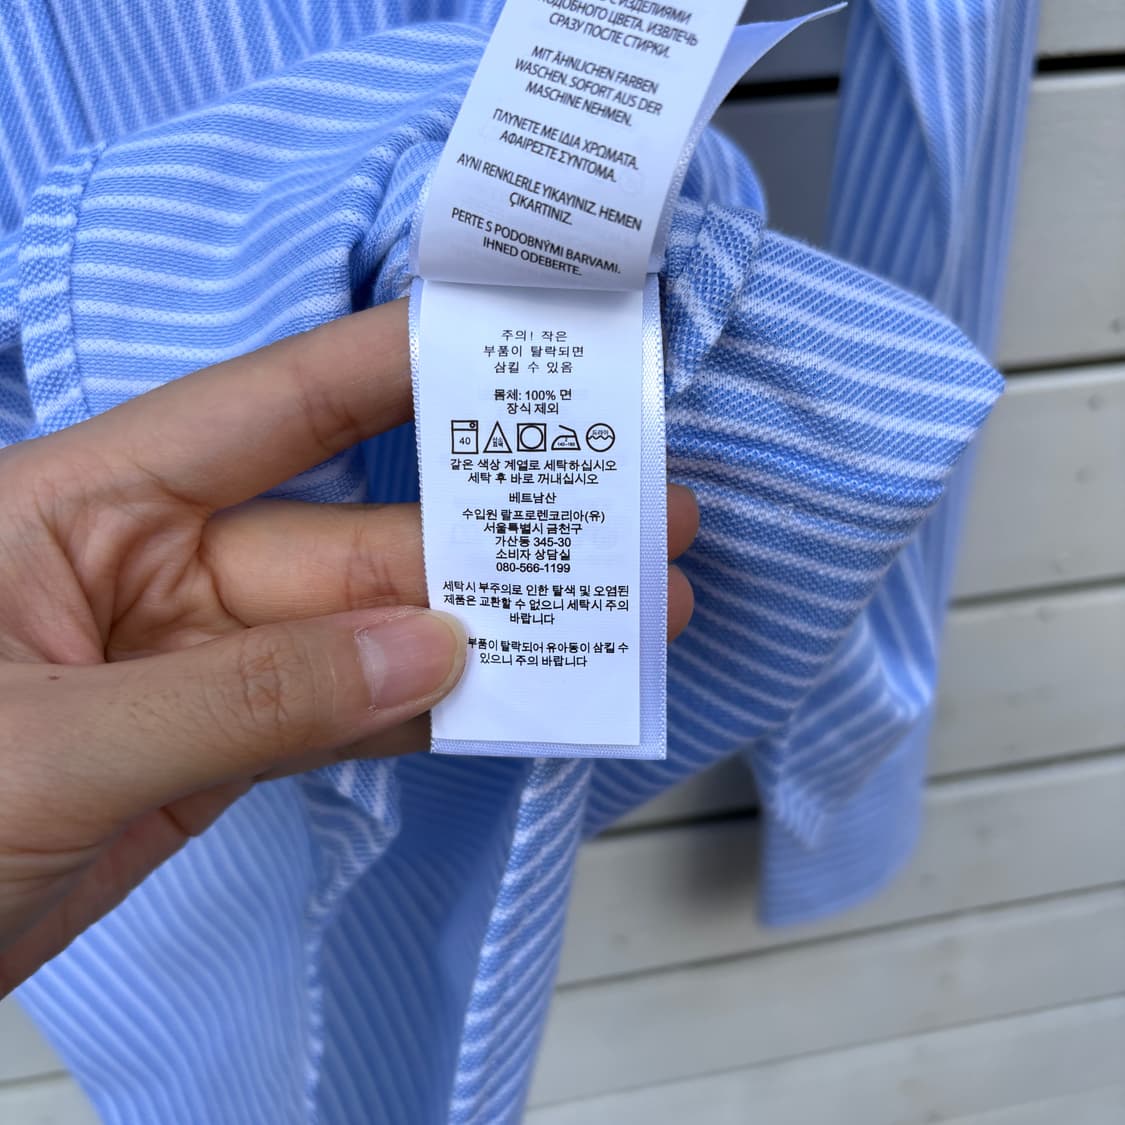 С ИЗДЕЛИЯМИ
ПОДОБНОГО ЦВЕТА. ИЗВЛЕЧЬ
СРАЗУ ПОСЛЕ СТИРКИ.
MIT ÄHNLICHEN FARBEN
WASCHEN. SOFORT AUS DER
MASCHINE NEHMEN.
ΠΛΥΝΕΤΕ ΜΕ ΙΔΙΑ ΧΡΩΜΑΤΑ.
ΑΦΑΙΡΕΣΤΕ ΣΥΝΤΟΜΑ.
AYNI RENKLERLE YIKAYINIZ. HEMEN
ÇIKARTINIZ.
PERTE S PODOBNÝMI BARVAMI.
IHNED ODEBERTE.
주의! 작은
부품이 탈락되면
삼킬 수 있음
몸체: 100% 면
장식 제외
40
드라이
같은 색상 계열로 세탁하십시오
세탁 후 바로 꺼내십시오
베트남산
수입원 랄프로렌코리아(유)
서울특별시 금천구
가산동 345-30
소비자 상담실
080-566-1199
세탁시 부주의로 인한 탈색 및 오염된
제품은 교환할 수 없으니 세탁시 주의
바랍니다
부품이 탈락되어 유아동이 삼킬 수
있으니 주의 바랍니다